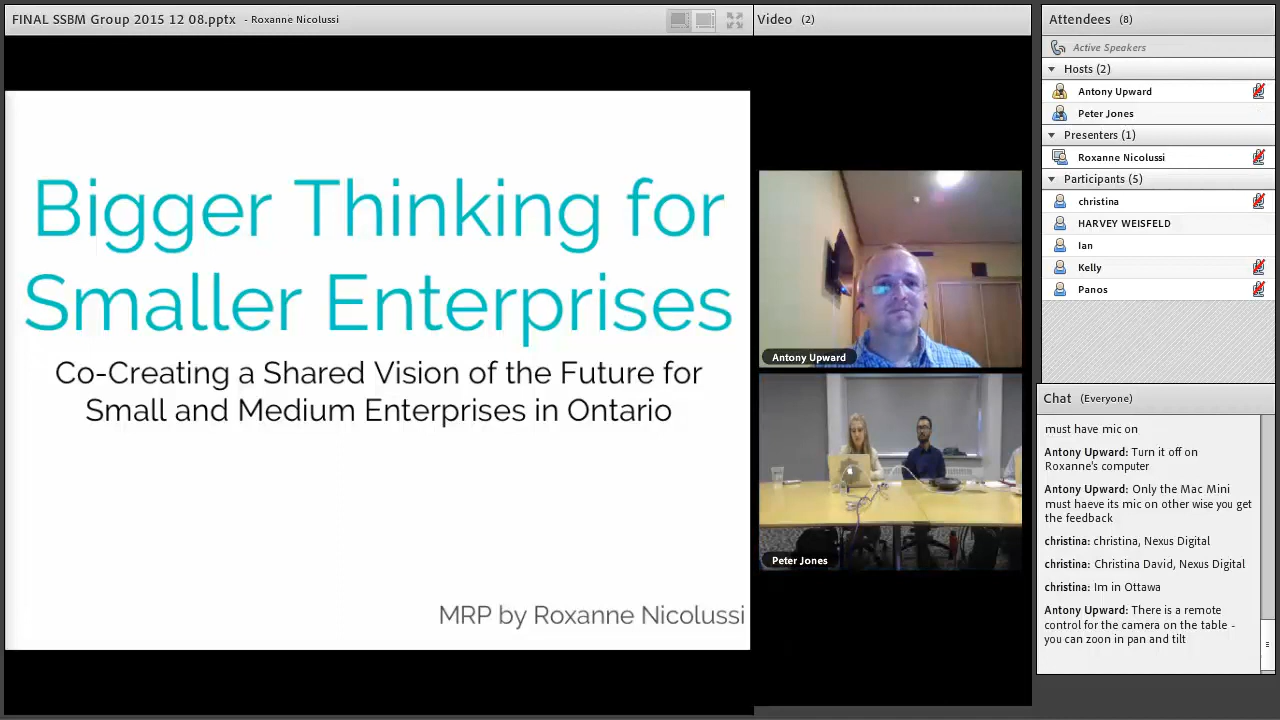 FINAL SSBM Group 2015 12 08.pptx - Roxanne Nicolussi
Bigger Thinking for
Smaller Enterprises
Co-Creating a Shared Vision of the Future for
Small and Medium Enterprises in Ontario
MRP by Roxanne Nicolussi
Video (2)
Antony Upward
Peter Jones
Attendees (8)
Active Speakers
Hosts (2)
Antony Upward
Peter Jones
Presenters (1)
Roxanne Nicolussi
Participants (5)
christina
HARVEY WEISFELD
Ian
Kelly
Panos
Chat (Everyone)
must have mic on
Antony Upward: Turn it off on
Roxanne's computer
Antony Upward: Only the Mac Mini
must haeve its mic on other wise you get
the feedback
christina: christina, Nexus Digital
christina: Christina David, Nexus Digital
christina: Im in Ottawa
Antony Upward: There is a remote
control for the camera on the table -
you can zoon in pan and tilt